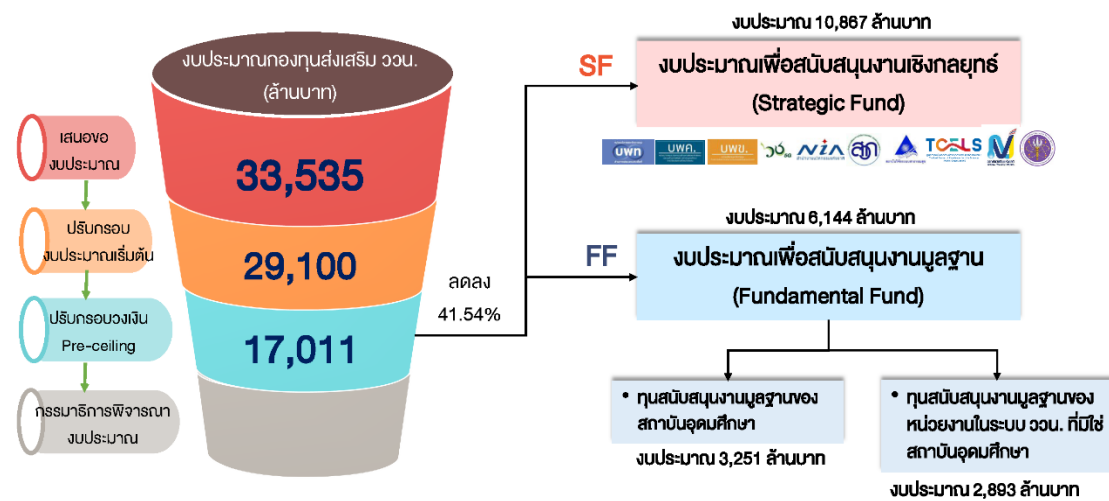 งบประมาณกองทุนส่งเสริม ววน.
(ล้านบาท)
33,535
29,100
17,011
เสนอขอ
งบประมาณ
ปรับกรอบ
งบประมาณเริ่มต้น
ปรับกรอบวงเงิน
Pre-ceiling
กรรมาธิการพิจารณา
งบประมาณ
ลดลง
41.54%
งบประมาณ 10,867 ล้านบาท
SF
งบประมาณเพื่อสนับสนุนงานเชิงกลยุทธ์
(Strategic Fund)
บพท
บพค.
บพข.
NIA
TCELS
งบประมาณ 6,144 ล้านบาท
FF
งบประมาณเพื่อสนับสนุนงานมูลฐาน
(Fundamental Fund)
• ทุนสนับสนุนงานมูลฐานของ
สถาบันอุดมศึกษา
งบประมาณ 3,251 ล้านบาท
• ทุนสนับสนุนงานมูลฐานของ
หน่วยงานในระบบ ววน. ที่มิใช่
สถาบันอุดมศึกษา
งบประมาณ 2,893 ล้านบาท